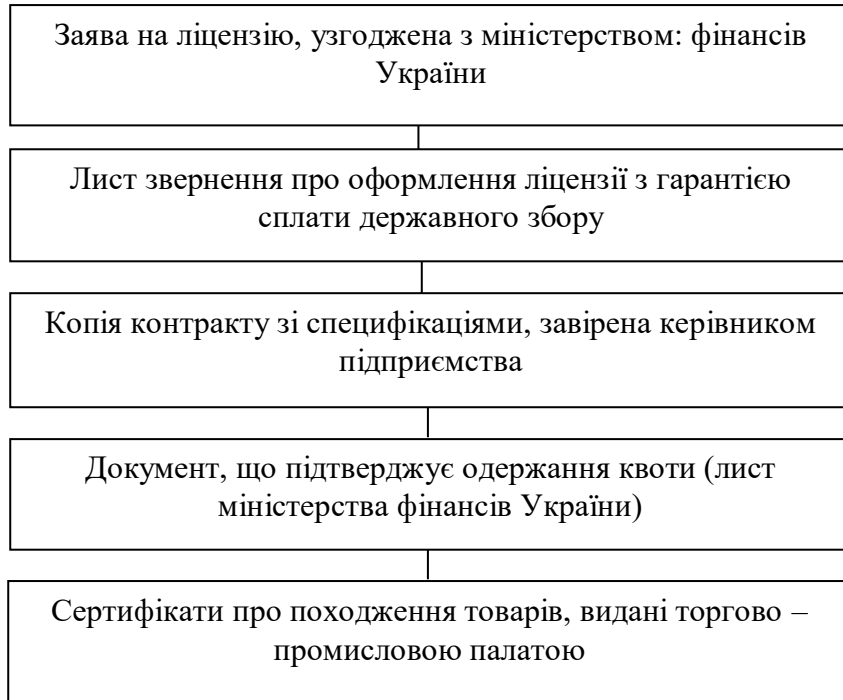 Заява на ліцензію, узгоджена з міністерством: фінансів
України
Лист звернення про оформлення ліцензії з гарантією
сплати державного збору
Копія контракту зі специфікаціями, завірена керівником
підприємства
Документ, що підтверджує одержання квоти (лист
міністерства фінансів України)
Сертифікати про походження товарів, видані торгово –
промисловою палатою